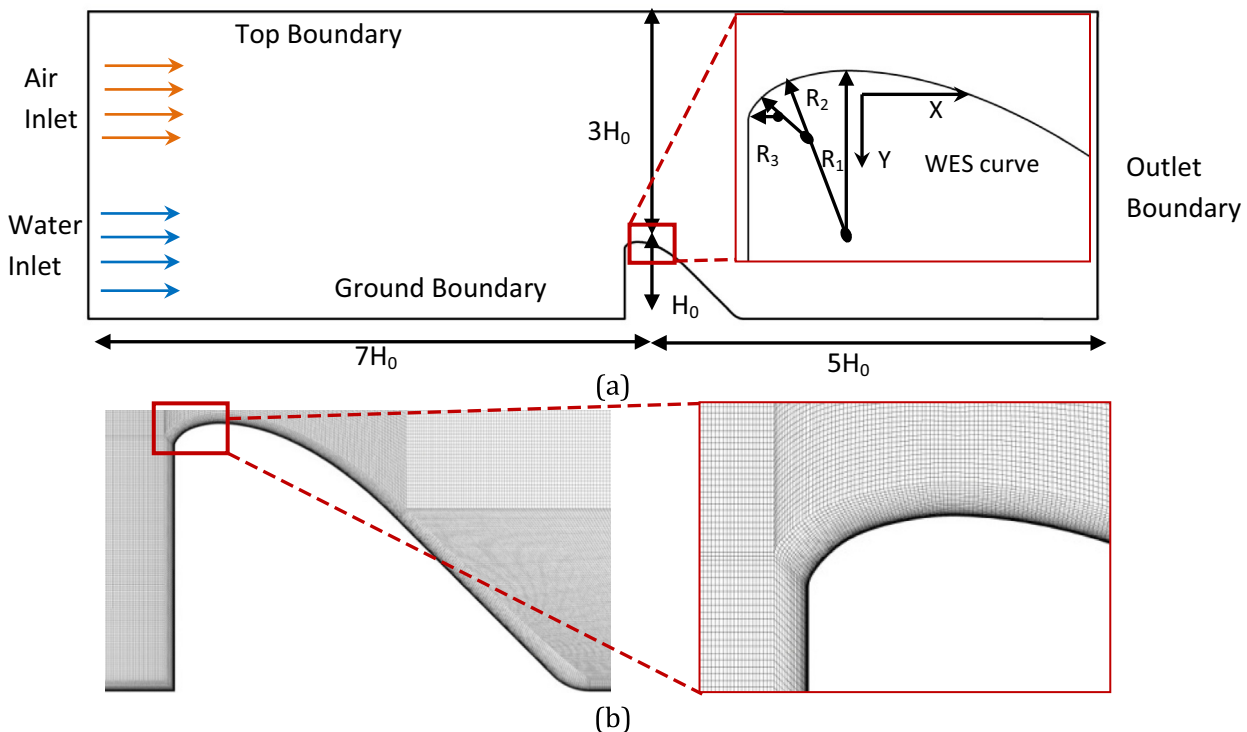 Top Boundary
Air
Inlet
3H₀
R₂
X
R₃
R₁
Y
WES curve
Outlet
Boundary
Water
Inlet
Ground Boundary
H₀
7H₀
5H₀
(a)
(b)